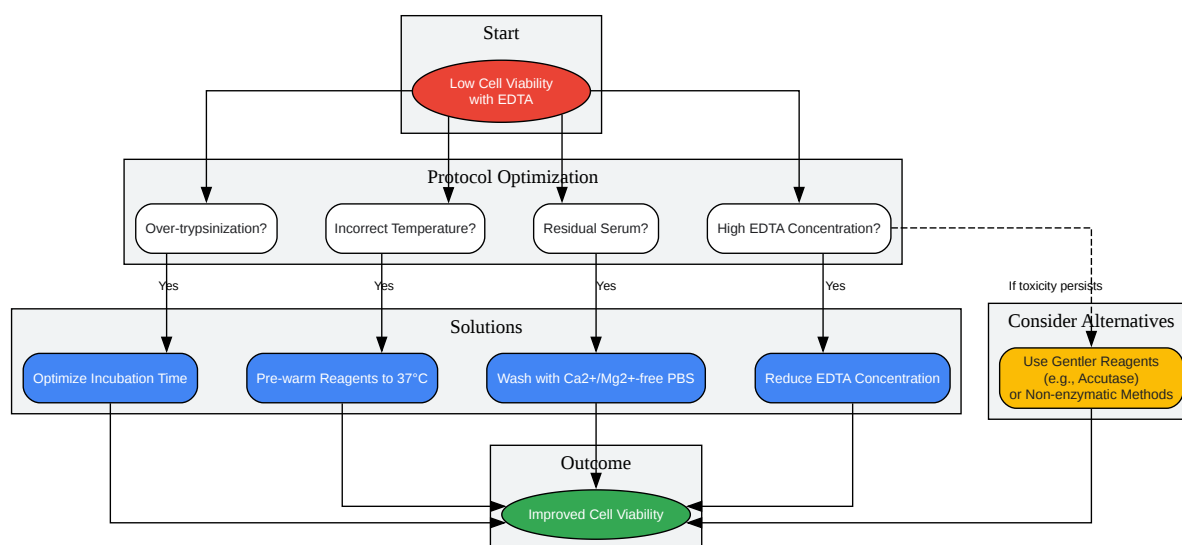 Start
Low Cell Viability
with EDTA
Protocol Optimization
Over-trypsinization?
Incorrect Temperature?
Residual Serum?
High EDTA Concentration?
Yes
Yes
Yes
Yes
If toxicity persists
Solutions
Consider Alternatives
Optimize Incubation Time
Pre-warm Reagents to 37°C
Wash with Ca2+/Mg2+-free PBS
Reduce EDTA Concentration
Use Gentler Reagents
(e.g., Accutase)
or Non-enzymatic Methods
Outcome
Improved Cell Viability